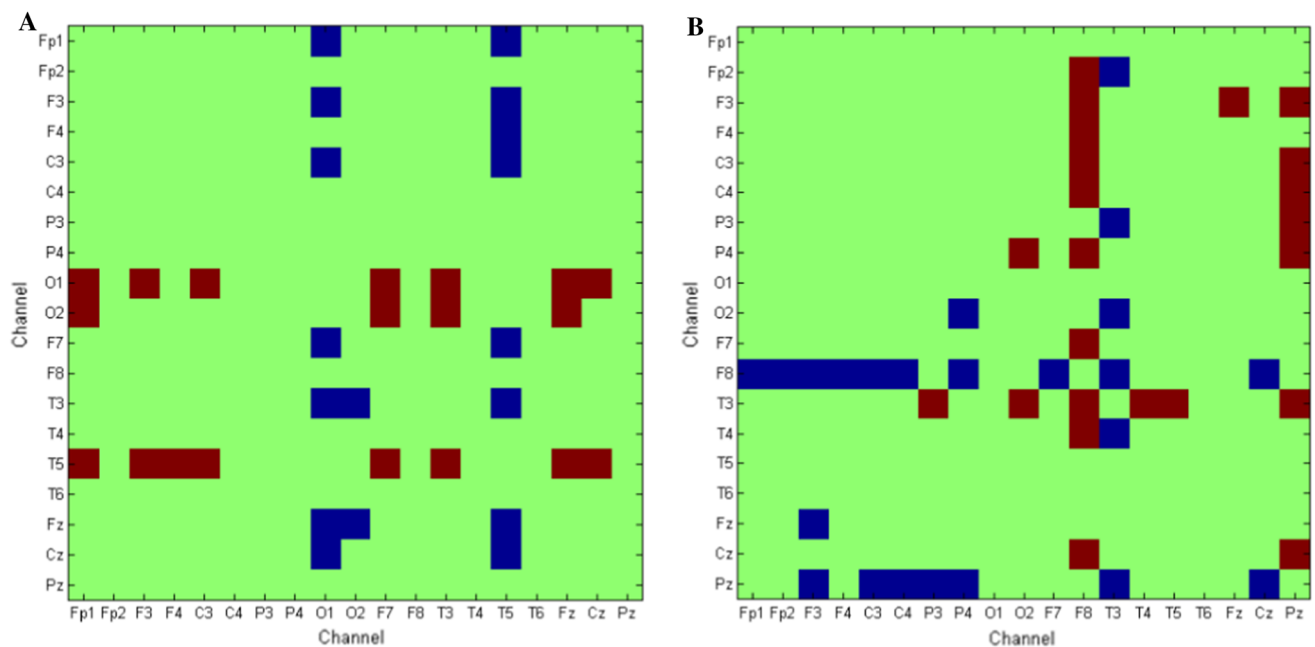 A
Fp1
Fp2
F3
F4
C3
C4
P3
P4
O1
O2
F7
F8
T3
T4
T5
T6
Fz
Cz
Pz
Channel
Fp1 Fp2 F3 F4 C3 C4 P3 P4 O1 O2 F7 F8 T3 T4 T5 T6 Fz Cz Pz
Channel
B
Fp1
Fp2
F3
F4
C3
C4
P3
P4
O1
O2
F7
F8
T3
T4
T5
T6
Fz
Cz
Pz
Channel
Fp1 Fp2 F3 F4 C3 C4 P3 P4 O1 O2 F7 F8 T3 T4 T5 T6 Fz Cz Pz
Channel